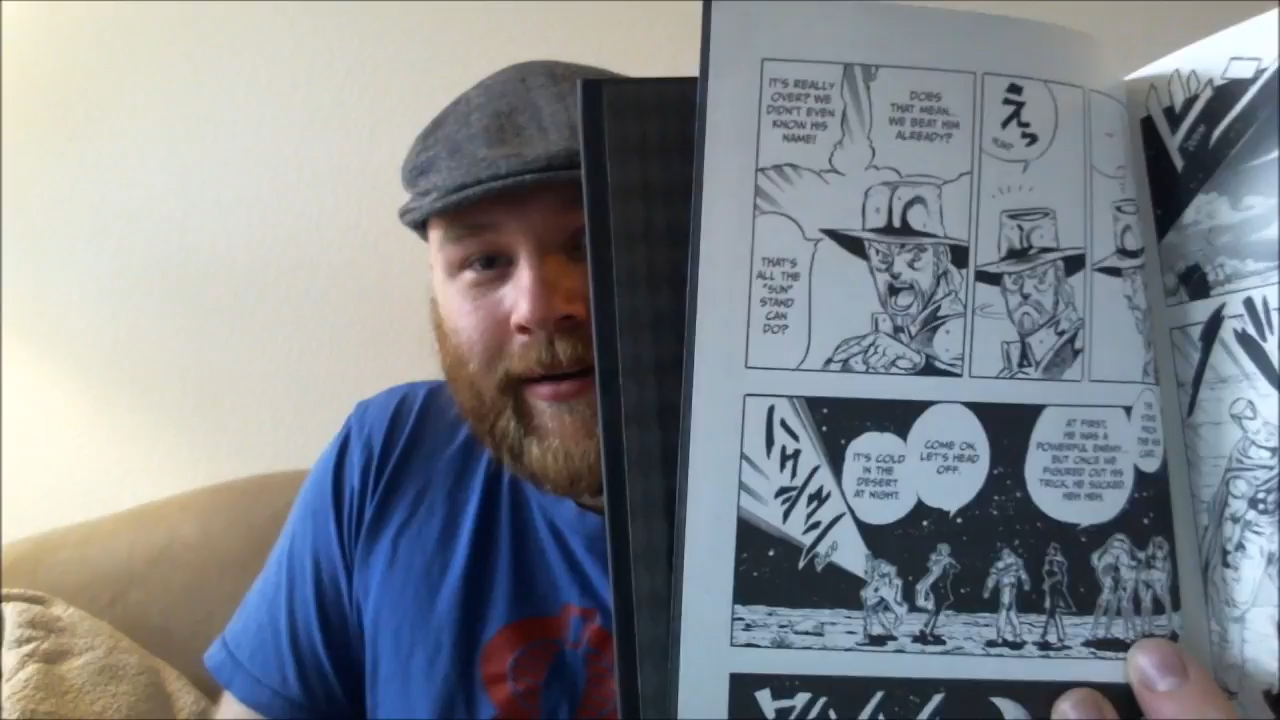 IT'S REALLY
OVER? WE
DIDN'T EVEN
KNOW HIS
NAME!
DOES
THAT MEAN...
WE BEAT HIM
ALREADY?
えっ
THAT'S
ALL THE
"SUN"
STAND
CAN
DO?
IT'S COLD
IN THE
DESERT
AT NIGHT.
COME ON,
LET'S HEAD
OFF.
AT FIRST,
HE WAS A
POWERFUL ENEMY...
BUT ONCE WE
FIGURED OUT HIS
TRICK, HE SUCKED
HEH HEH.